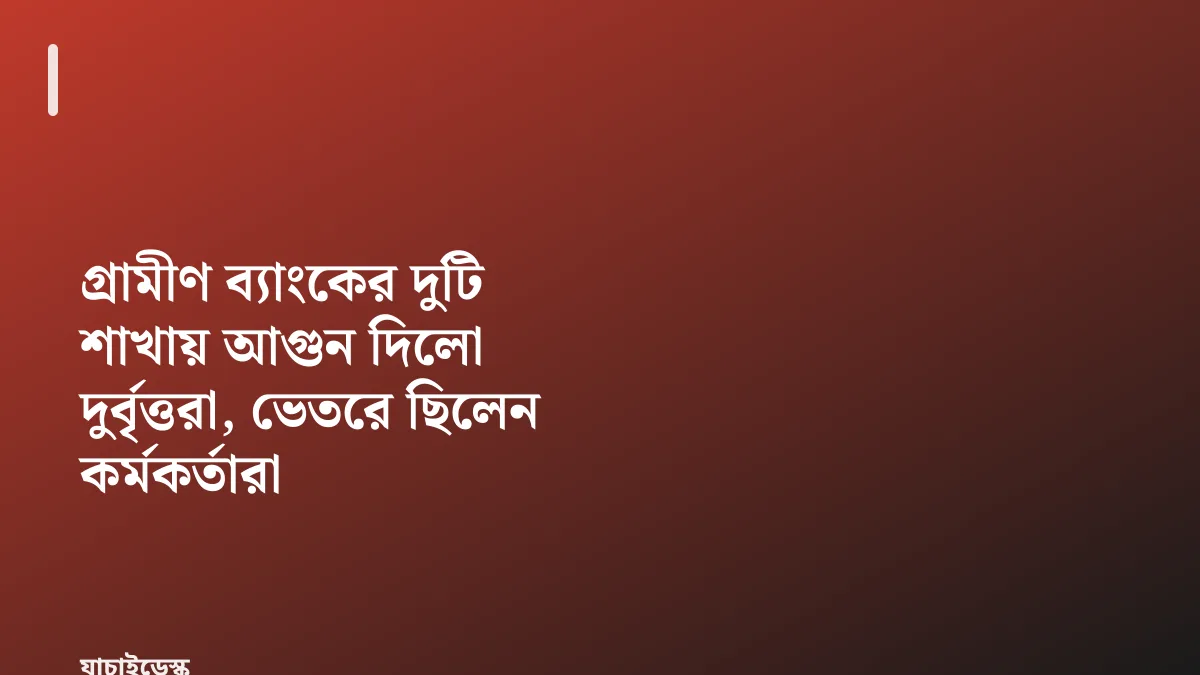 গ্রামীণ ব্যাংকের দুটি
শাখায় আগুন দিলো
দুর্বৃত্তরা, ভেতরে ছিলেন
কর্মকর্তারা
যাচাইডেস্ক